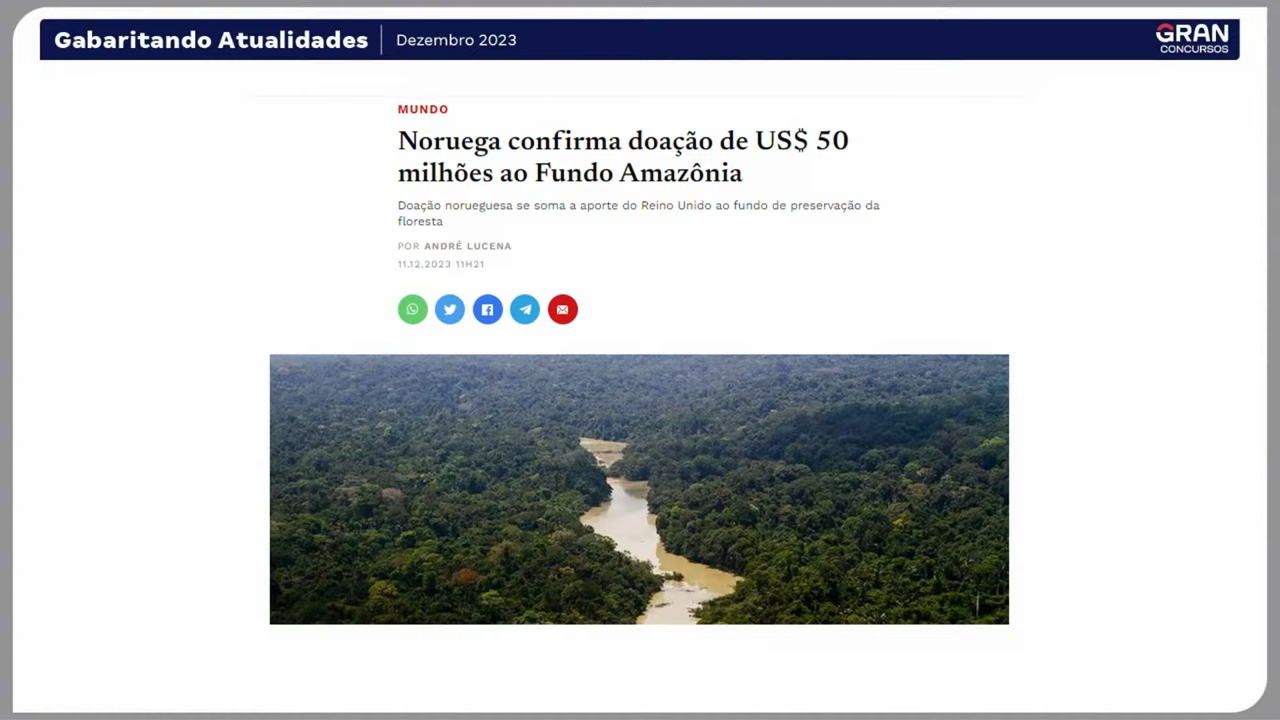 Gabaritando Atualidades
Dezembro 2023
GRAN
CONCURSOS
MUNDO
Noruega confirma doação de US$ 50
milhões ao Fundo Amazônia
Doação norueguesa se soma a aporte do Reino Unido ao fundo de preservação da
floresta
POR ANDRÉ LUCENA
11.12.2023 11H21